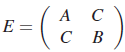 E = ( A C
C B )